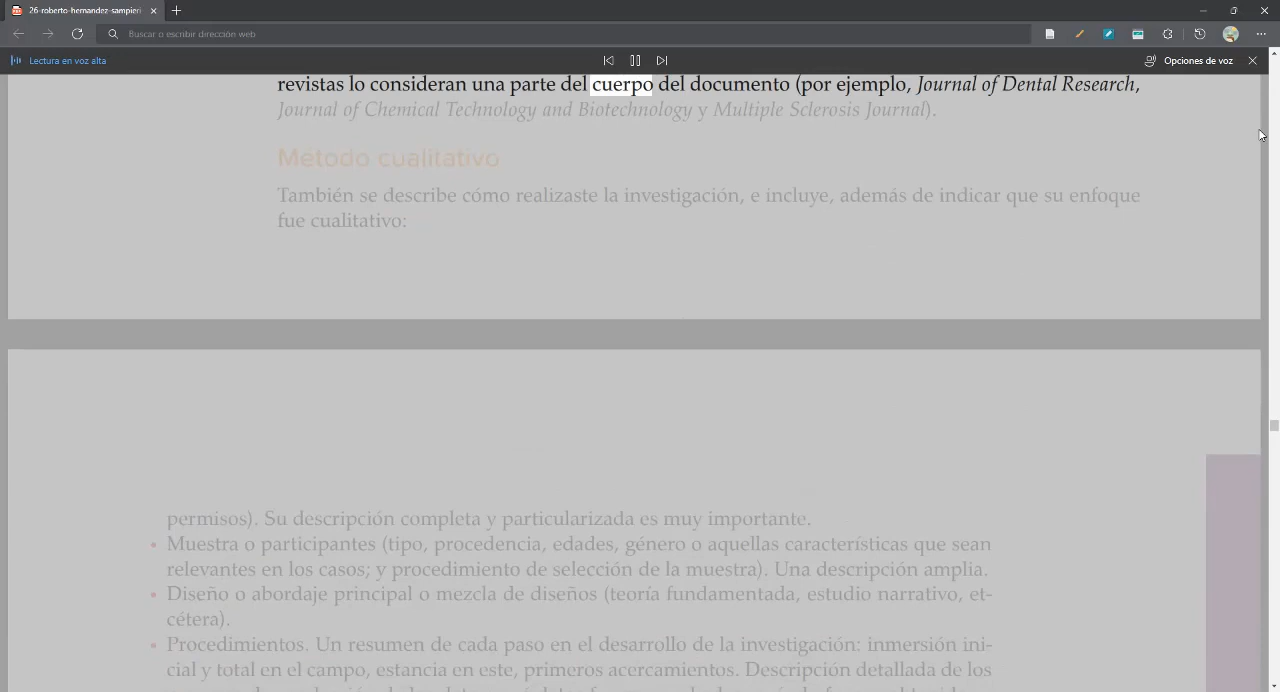 26-roberto-hernandez-sampieri
Buscar o escribir dirección web
Lectura en voz alta
Opciones de voz
revistas lo consideran una parte del cuerpo del documento (por ejemplo, Journal of Dental Research,
Journal of Chemical Technology and Biotechnology y Multiple Sclerosis Journal).
Método cualitativo
También se describe cómo realizaste la investigación, e incluye, además de indicar que su enfoque
fue cualitativo:
permisos). Su descripción completa y particularizada es muy importante.
• Muestra o participantes (tipo, procedencia, edades, género o aquellas características que sean
relevantes en los casos; y procedimiento de selección de la muestra). Una descripción amplia.
• Diseño o abordaje principal o mezcla de diseños (teoría fundamentada, estudio narrativo, et-
cétera).
• Procedimientos. Un resumen de cada paso en el desarrollo de la investigación: inmersión ini-
cial y total en el campo, estancia en este, primeros acercamientos. Descripción detallada de los